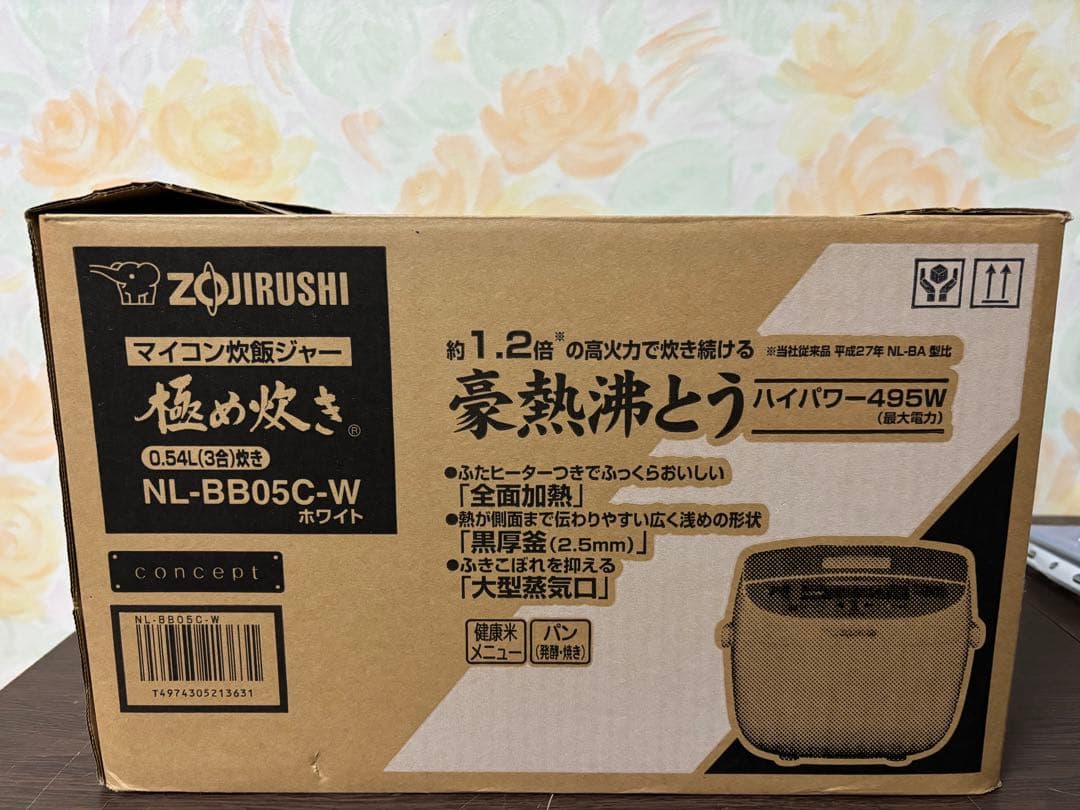 ZOJIRUSHI
マイコン炊飯ジャー
極め炊き®
0.54L(3合)炊き
NL-BB05C-W
ホワイト
concept
NL-BB05C-W
T4974305213631
約1.2倍※の高火力で炊き続ける ※当社従来品 平成27年 NL-BA 型比
豪熱沸とう ハイパワー495W
(最大電力)
●ふたヒーターつきでふっくらおいしい
「全面加熱」
●熱が側面まで伝わりやすい広く浅めの形状
「黒厚釜(2.5mm)」
●ふきこぼれを抑える
「大型蒸気口」
健康米
メニュー
パン
(発酵・焼き)